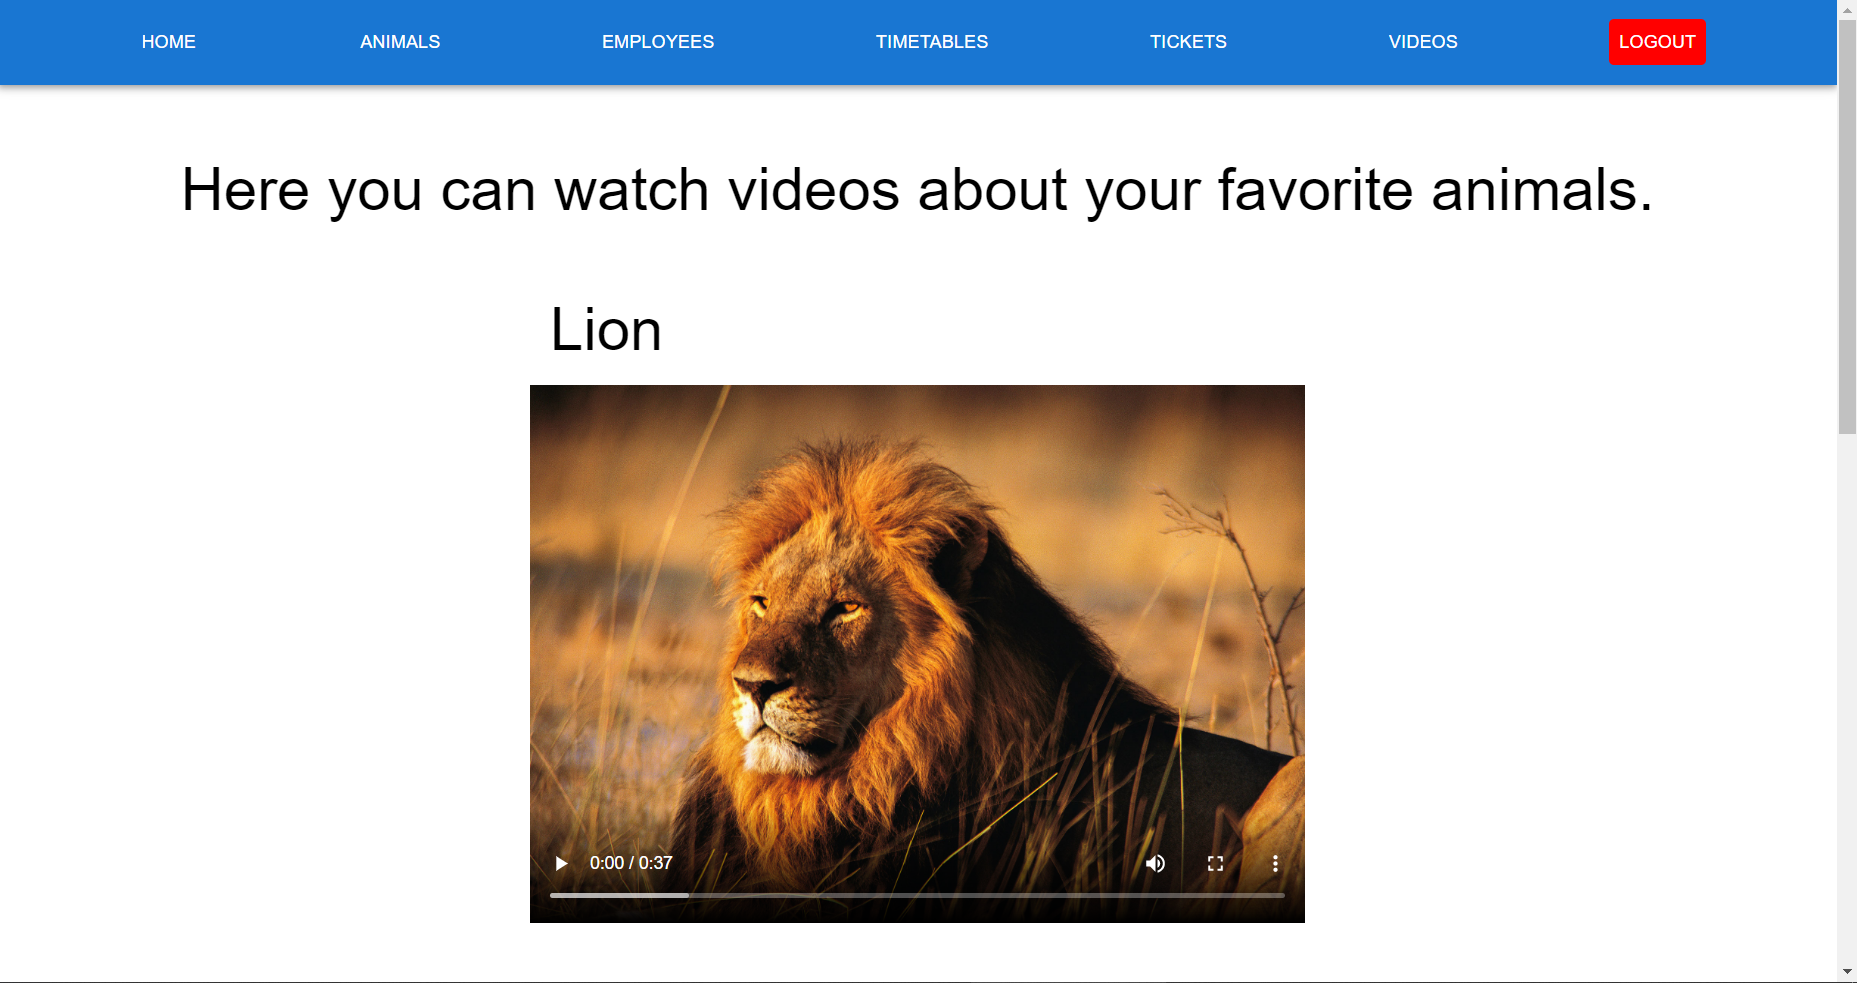 HOME ANIMALS EMPLOYEES TIMETABLES TICKETS VIDEOS LOGOUT
Here you can watch videos about your favorite animals.
Lion
0:00 / 0:37